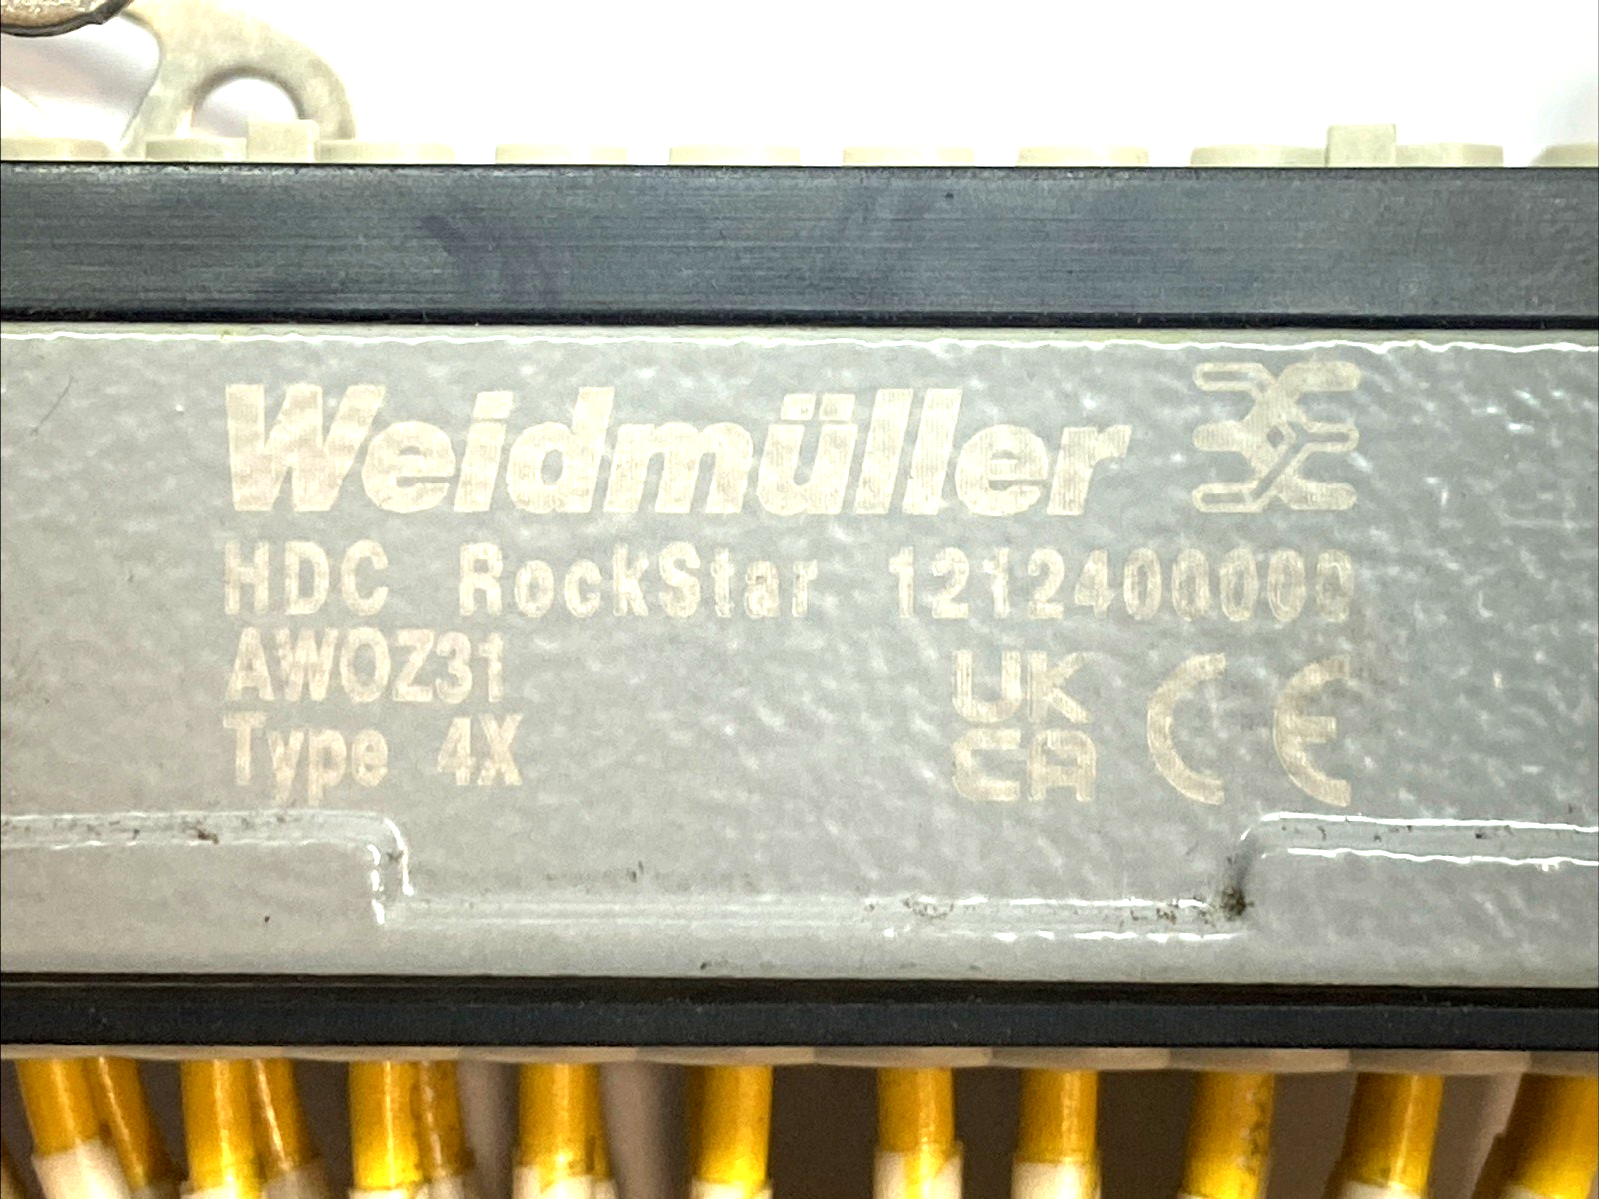 Weidmüller
HDC RockStar 1212400000
AWOZ31
Type 4X
UK
CA CE